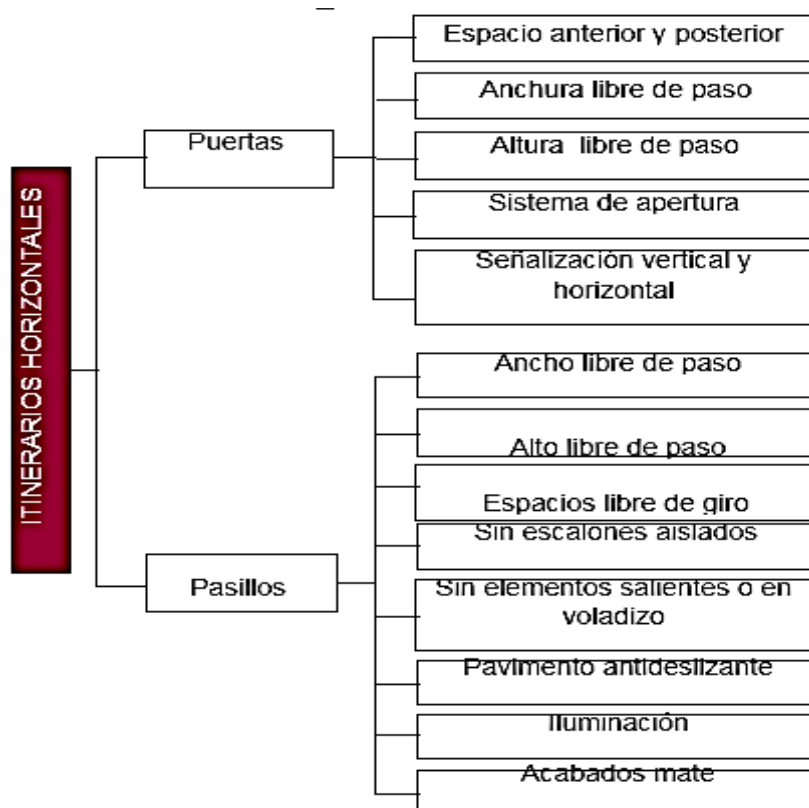 ITINERARIOS HORIZONTALES
Puertas
Espacio anterior y posterior
Anchura libre de paso
Altura libre de paso
Sistema de apertura
Señalización vertical y
horizontal
Pasillos
Ancho libre de paso
Alto libre de paso
Espacios libre de giro
Sin escalones aislados
Sin elementos salientes o en
voladizo
Pavimento antideslizante
Iluminación
Acabados mate